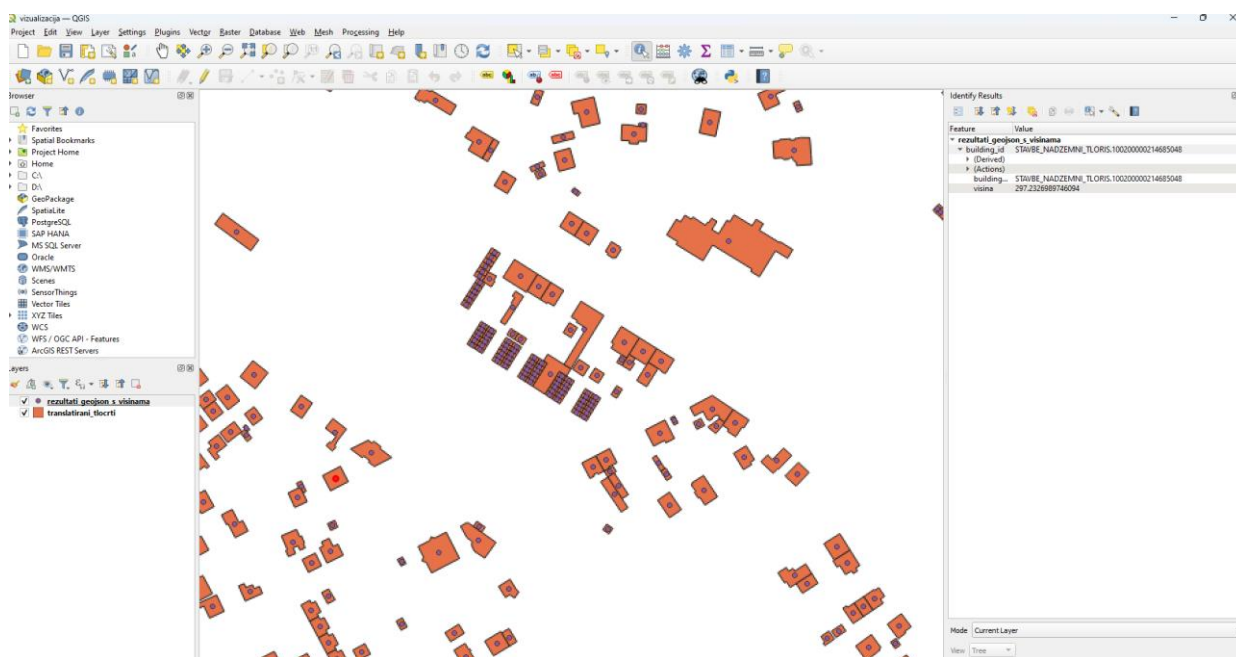 vizualizacija — QGIS
Project Edit View Layer Settings Plugins Vector Raster Database Web Mesh Processing Help
Browser
Favorites
Spatial Bookmarks
Project Home
Home
C:\
D:\
GeoPackage
SpatiaLite
PostgreSQL
SAP HANA
MS SQL Server
Oracle
WMS/WMTS
Scenes
SensorThings
Vector Tiles
XYZ Tiles
WCS
WFS / OGC API - Features
ArcGIS REST Servers
ayers
rezultati_geojson_s_visinama
translatirani_tlocrti
Identify Results
Feature Value
rezultati_geojson_s_visinama
building_id STAVBE_NADZEMNI_TLORIS.100200000214685048
(Derived)
(Actions)
building... STAVBE_NADZEMNI_TLORIS.100200000214685048
visina 297.2326989746094
Mode Current Layer
View Tree